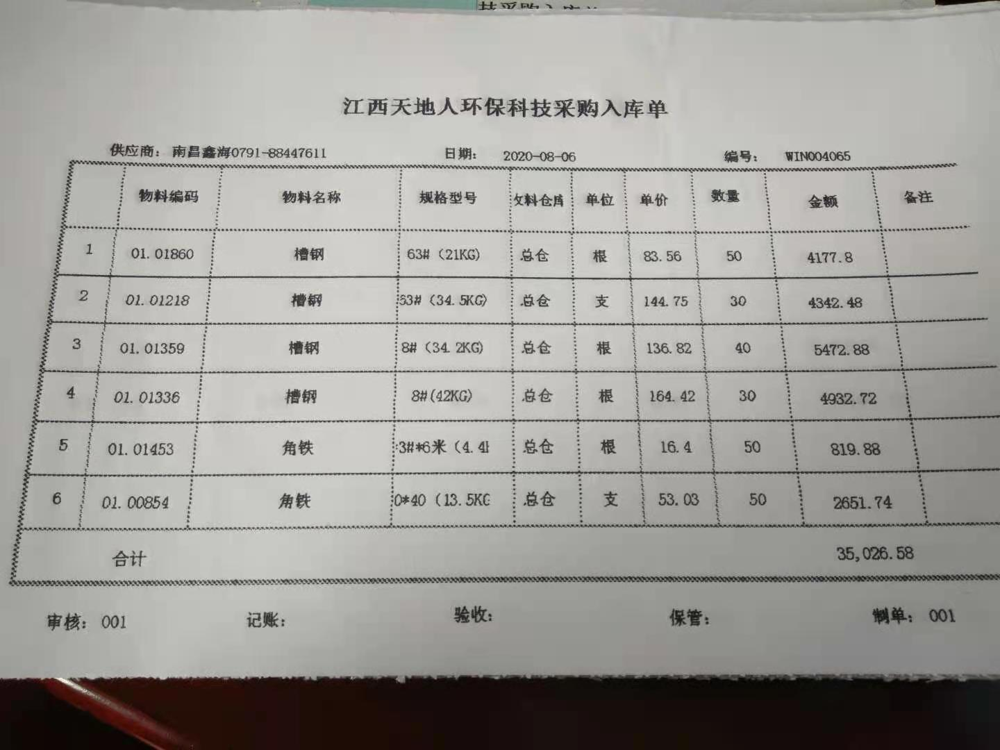 江西天地人环保科技采购入库单
供应商： 南昌鑫海0791-88447611 日期： 2020-08-06 编号： WIN004065
物料编码 物料名称 规格型号 料仓库 单位 单价 数量 金额 备注
1 01.01860 槽钢 63#（21KG） 总仓 根 83.56 50 4177.8
2 01.01218 槽钢 63#（34.5KG） 总仓 支 144.75 30 4342.48
3 01.01359 槽钢 8#（34.2KG） 总仓 根 136.82 40 5472.88
4 01.01336 槽钢 8#(42KG） 总仓 根 164.42 30 4932.72
5 01.01453 角铁 3#*6米（4.4 总仓 根 16.4 50 819.88
6 01.00854 角铁 0*40（13.5KG 总仓 支 53.03 50 2651.74
合计 35,026.58
审核： 001 记账： 验收： 保管： 制单： 001